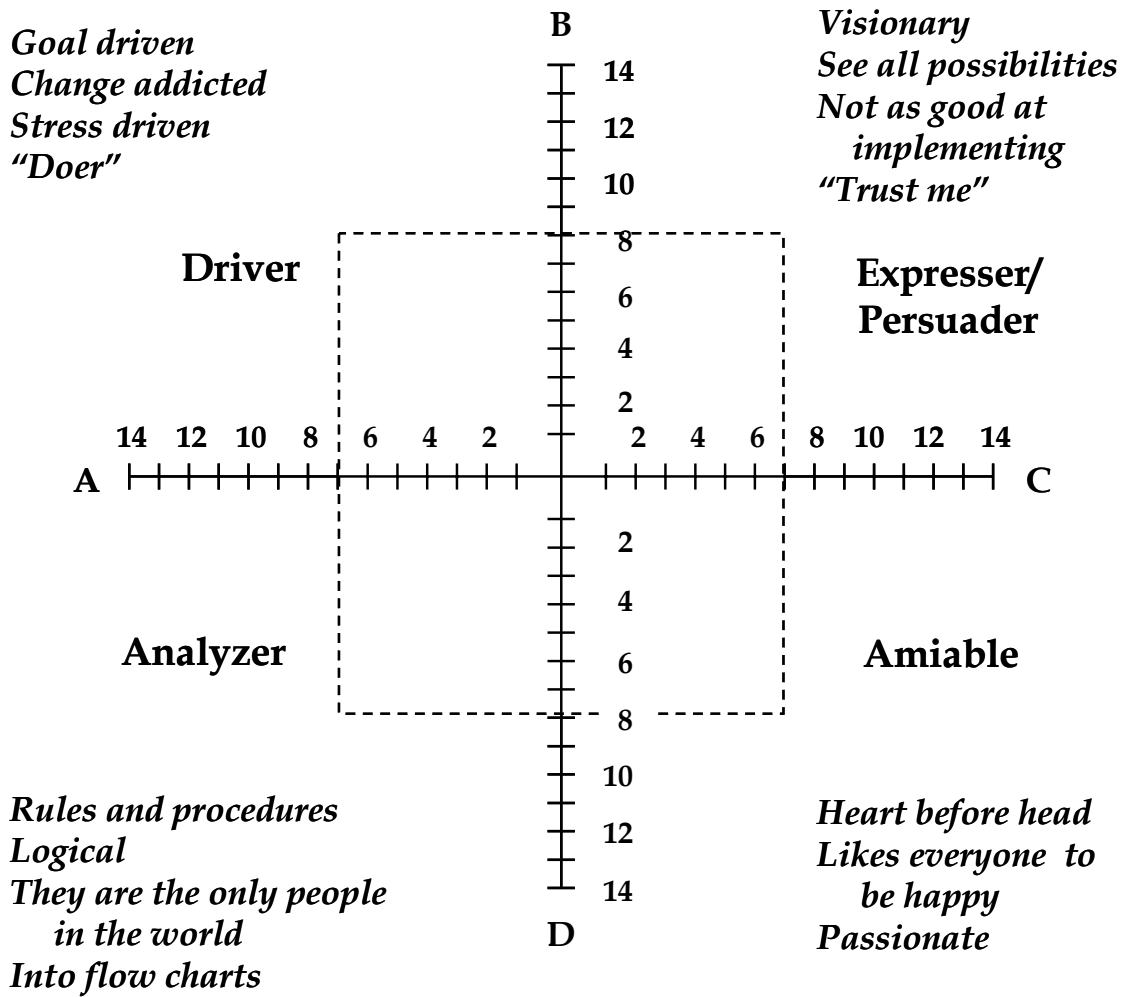 B
Goal driven
Change addicted
Stress driven
“Doer”
Visionary
See all possibilities
Not as good at
implementing
“Trust me”
14
12
10
8
6
4
2
Driver
Expresser/
Persuader
14 12 10 8 6 4 2 2 4 6 8 10 12 14
A
C
2
4
6
8
10
12
14
Analyzer
Amiable
D
Rules and procedures
Logical
They are the only people
in the world
Into flow charts
Heart before head
Likes everyone to
be happy
Passionate